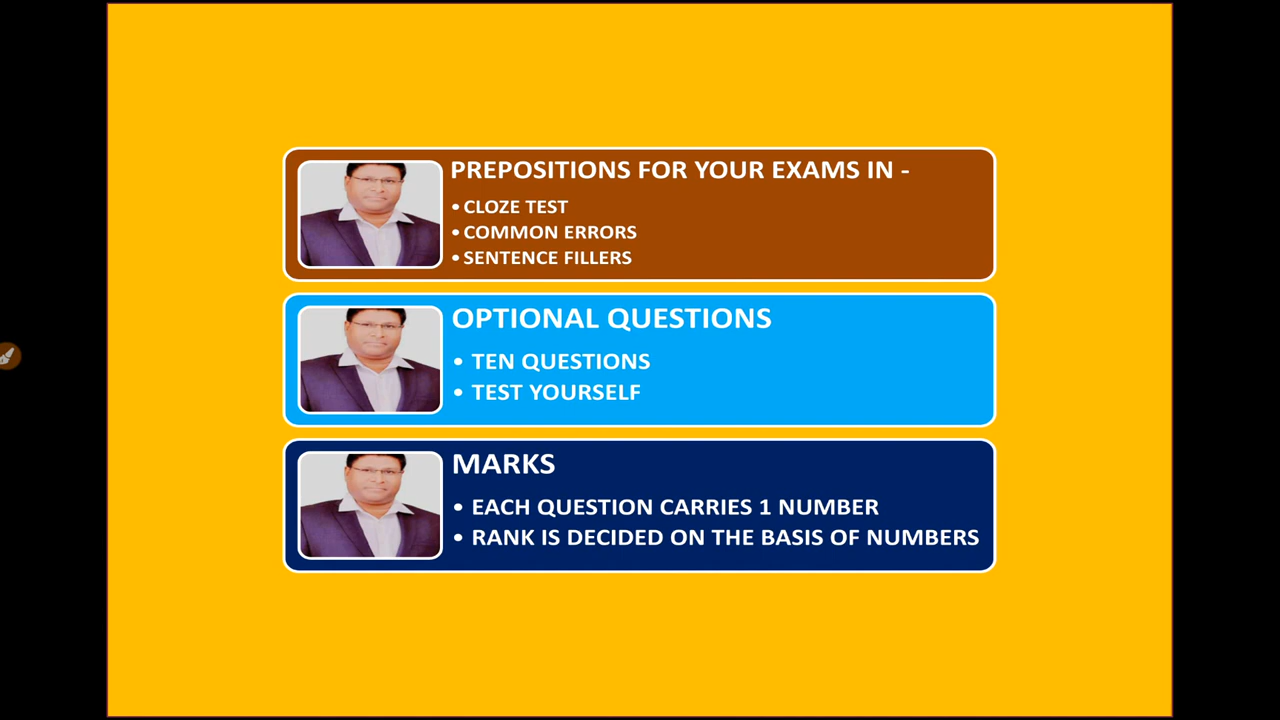 PREPOSITIONS FOR YOUR EXAMS IN -
• CLOZE TEST
• COMMON ERRORS
• SENTENCE FILLERS
OPTIONAL QUESTIONS
• TEN QUESTIONS
• TEST YOURSELF
MARKS
• EACH QUESTION CARRIES 1 NUMBER
• RANK IS DECIDED ON THE BASIS OF NUMBERS